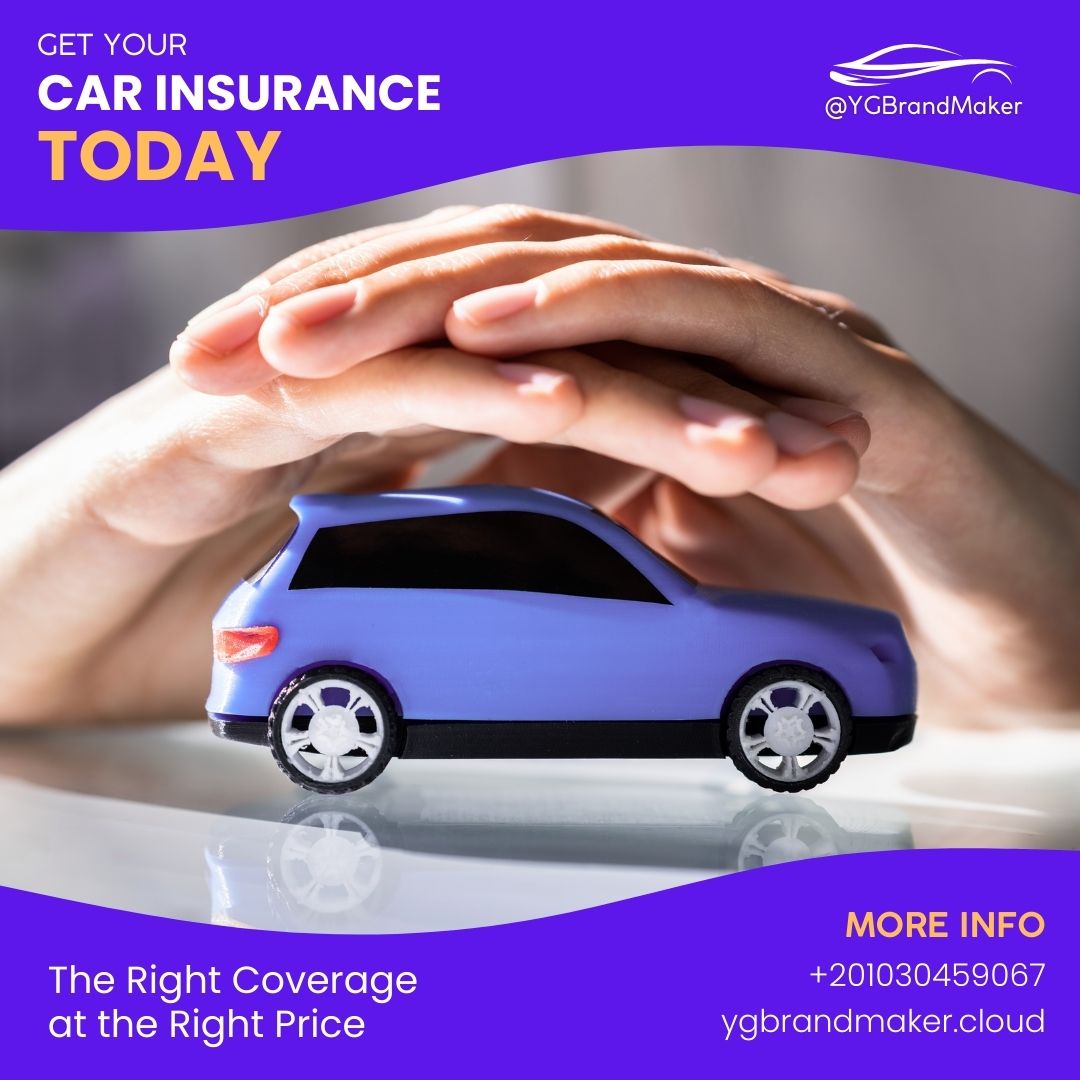 GET YOUR
CAR INSURANCE
TODAY
@YGBrandMaker
The Right Coverage
at the Right Price
MORE INFO
+201030459067
ygbrandmaker.cloud